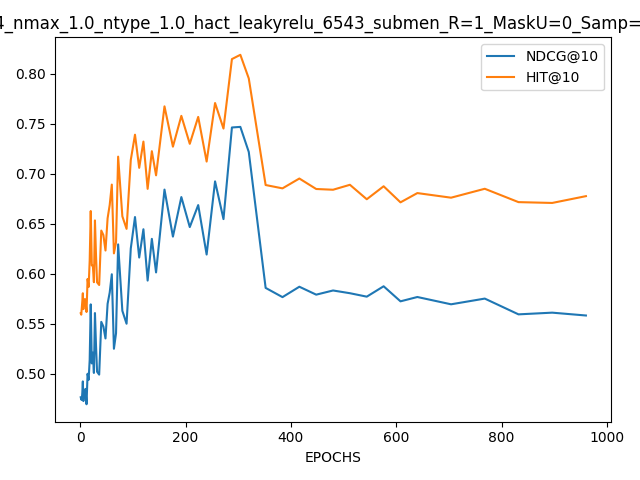 4_nmax_1.0_ntype_1.0_hact_leakyrelu_6543_submen_R=1_MaskU=0_Samp=
NDCG@10
HIT@10
0.80
0.75
0.70
0.65
0.60
0.55
0.50
0 200 400 600 800 1000
EPOCHS